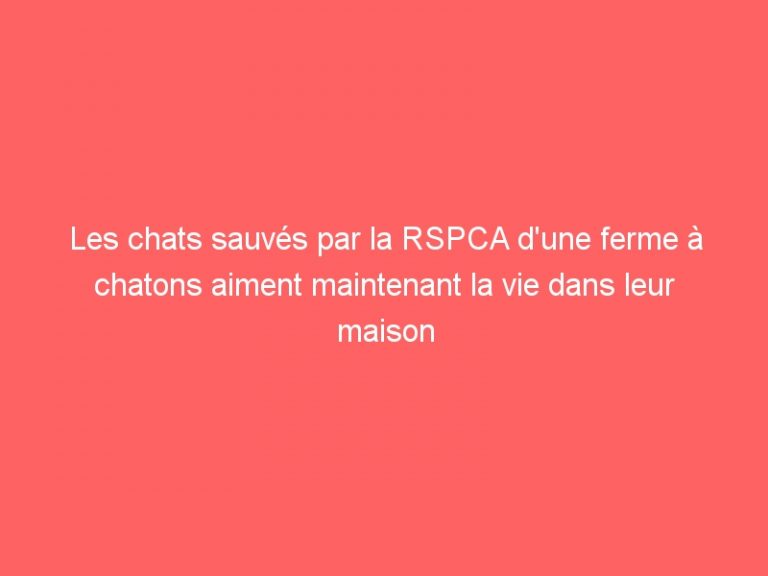 Les chats sauvés par la RSPCA d'une ferme à
chatons aiment maintenant la vie dans leur
maison